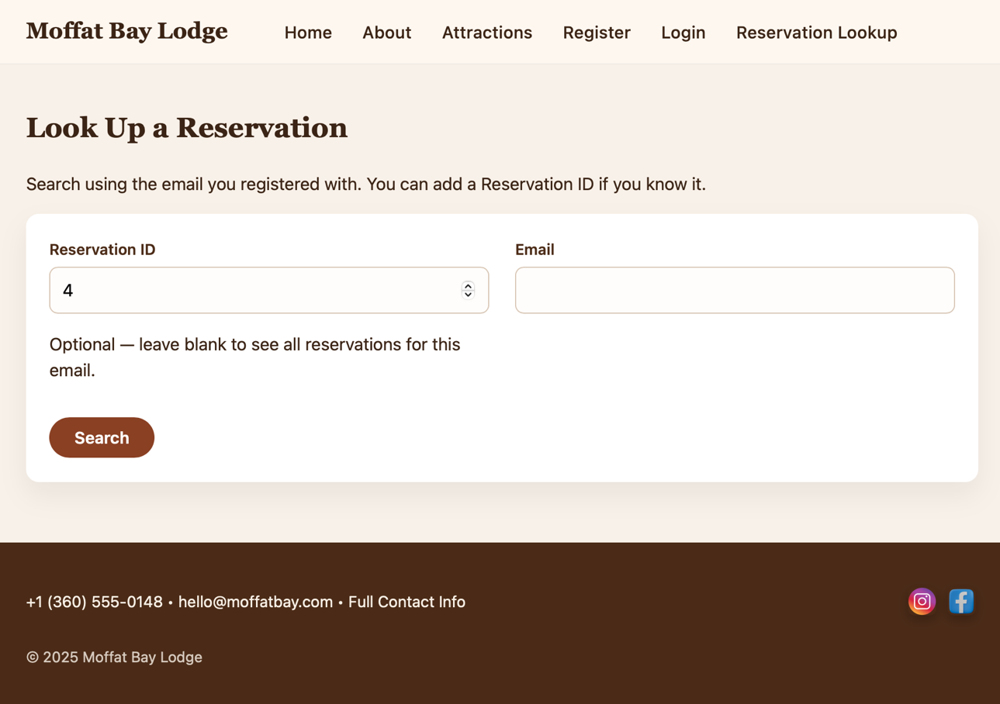 Moffat Bay Lodge
Home
About
Attractions
Register
Login
Reservation Lookup
Look Up a Reservation
Search using the email you registered with. You can add a Reservation ID if you know it.
Reservation ID
Email
4
Optional — leave blank to see all reservations for this
email.
Search
+1 (360) 555-0148 • hello@moffatbay.com • Full Contact Info
© 2025 Moffat Bay Lodge